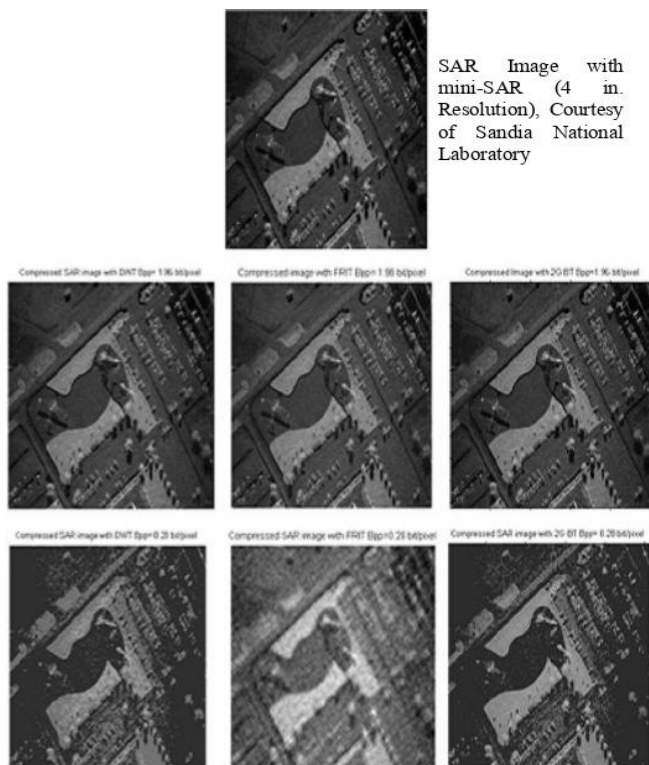 SAR Image with
mini-SAR (4 in.
Resolution), Courtesy
of Sandia National
Laboratory
Compressed SAR image with DWT Bpp= 1.96 bit/pixel
Compressed image with FRIT Bpp= 1.96 bit/pixel
Compressed Image with 2G-BT Bpp= 1.96 bit/pixel
Compressed SAR image with DWT Bpp= 0.28 bit/pixel
Compressed SAR image with FRIT Bpp=0.28 bit/pixel
Compressed SAR image with 2G-BT Bpp= 0.28 bit/pixel